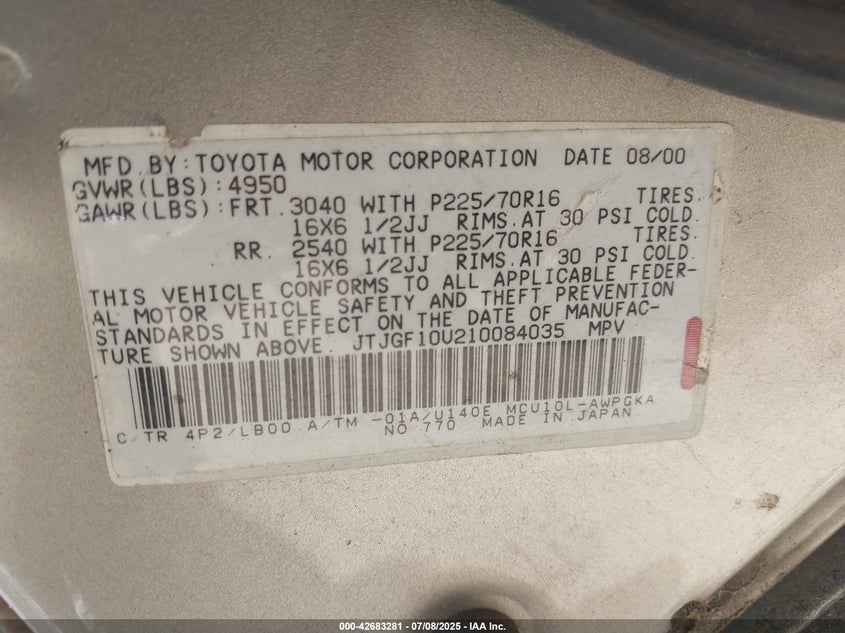 MFD.BY:TOYOTA MOTOR CORPORATION DATE 08/00
GVWR(LBS):4950
GAWR(LBS):FRT.3040 WITH P225/70R16 TIRES.
16X6 1/2JJ RIMS.AT 30 PSI COLD.
RR. 2540 WITH P225/70R16 TIRES.
16X6 1/2JJ RIMS.AT 30 PSI COLD.
THIS VEHICLE CONFORMS TO ALL APPLICABLE FEDER-
AL MOTOR VEHICLE SAFETY AND THEFT PREVENTION
STANDARDS IN EFFECT ON THE DATE OF MANUFAC-
TURE SHOWN ABOVE. JTJGF10U210084035 MPV
C/TR 4P2/LB00 A/TM -01A/U140E MCU10L-AWPGKA
NO 770 MADE IN JAPAN
000-42683281 - 07/08/2025 - IAA Inc.